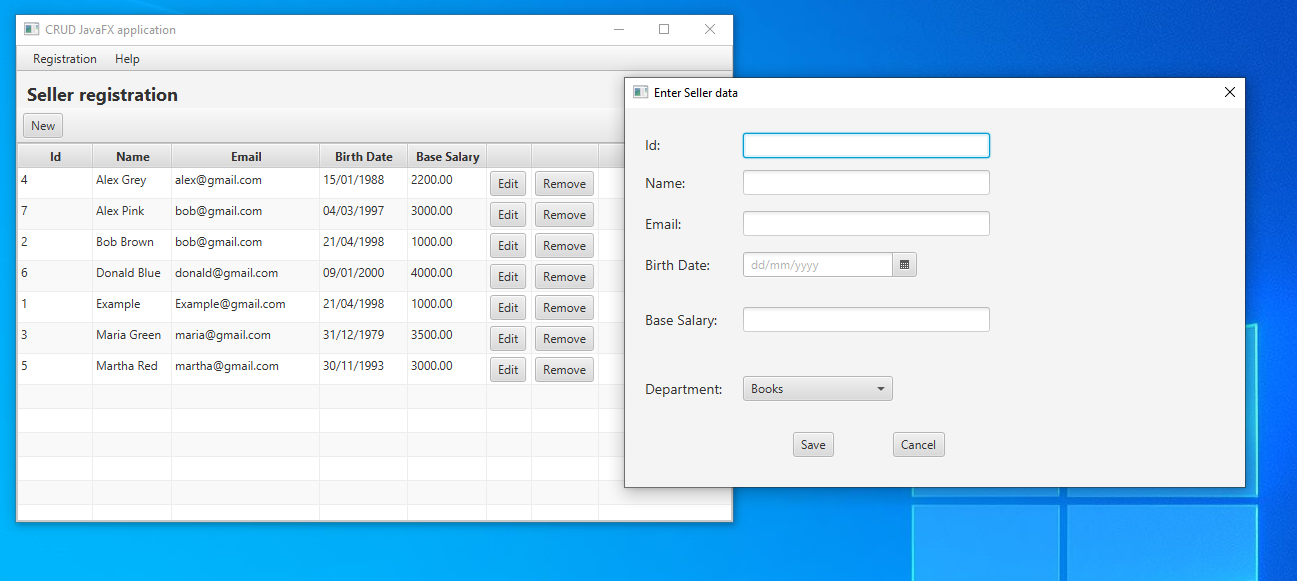 CRUD JavaFX application
Registration Help
Seller registration
New
Id Name Email Birth Date Base Salary
4 Alex Grey alex@gmail.com 15/01/1988 2200.00 Edit Remove
7 Alex Pink bob@gmail.com 04/03/1997 3000.00 Edit Remove
2 Bob Brown bob@gmail.com 21/04/1998 1000.00 Edit Remove
6 Donald Blue donald@gmail.com 09/01/2000 4000.00 Edit Remove
1 Example Example@gmail.com 21/04/1998 1000.00 Edit Remove
3 Maria Green maria@gmail.com 31/12/1979 3500.00 Edit Remove
5 Martha Red martha@gmail.com 30/11/1993 3000.00 Edit Remove
Enter Seller data
Id:
Name:
Email:
Birth Date: dd/mm/yyyy
Base Salary:
Department: Books
Save Cancel